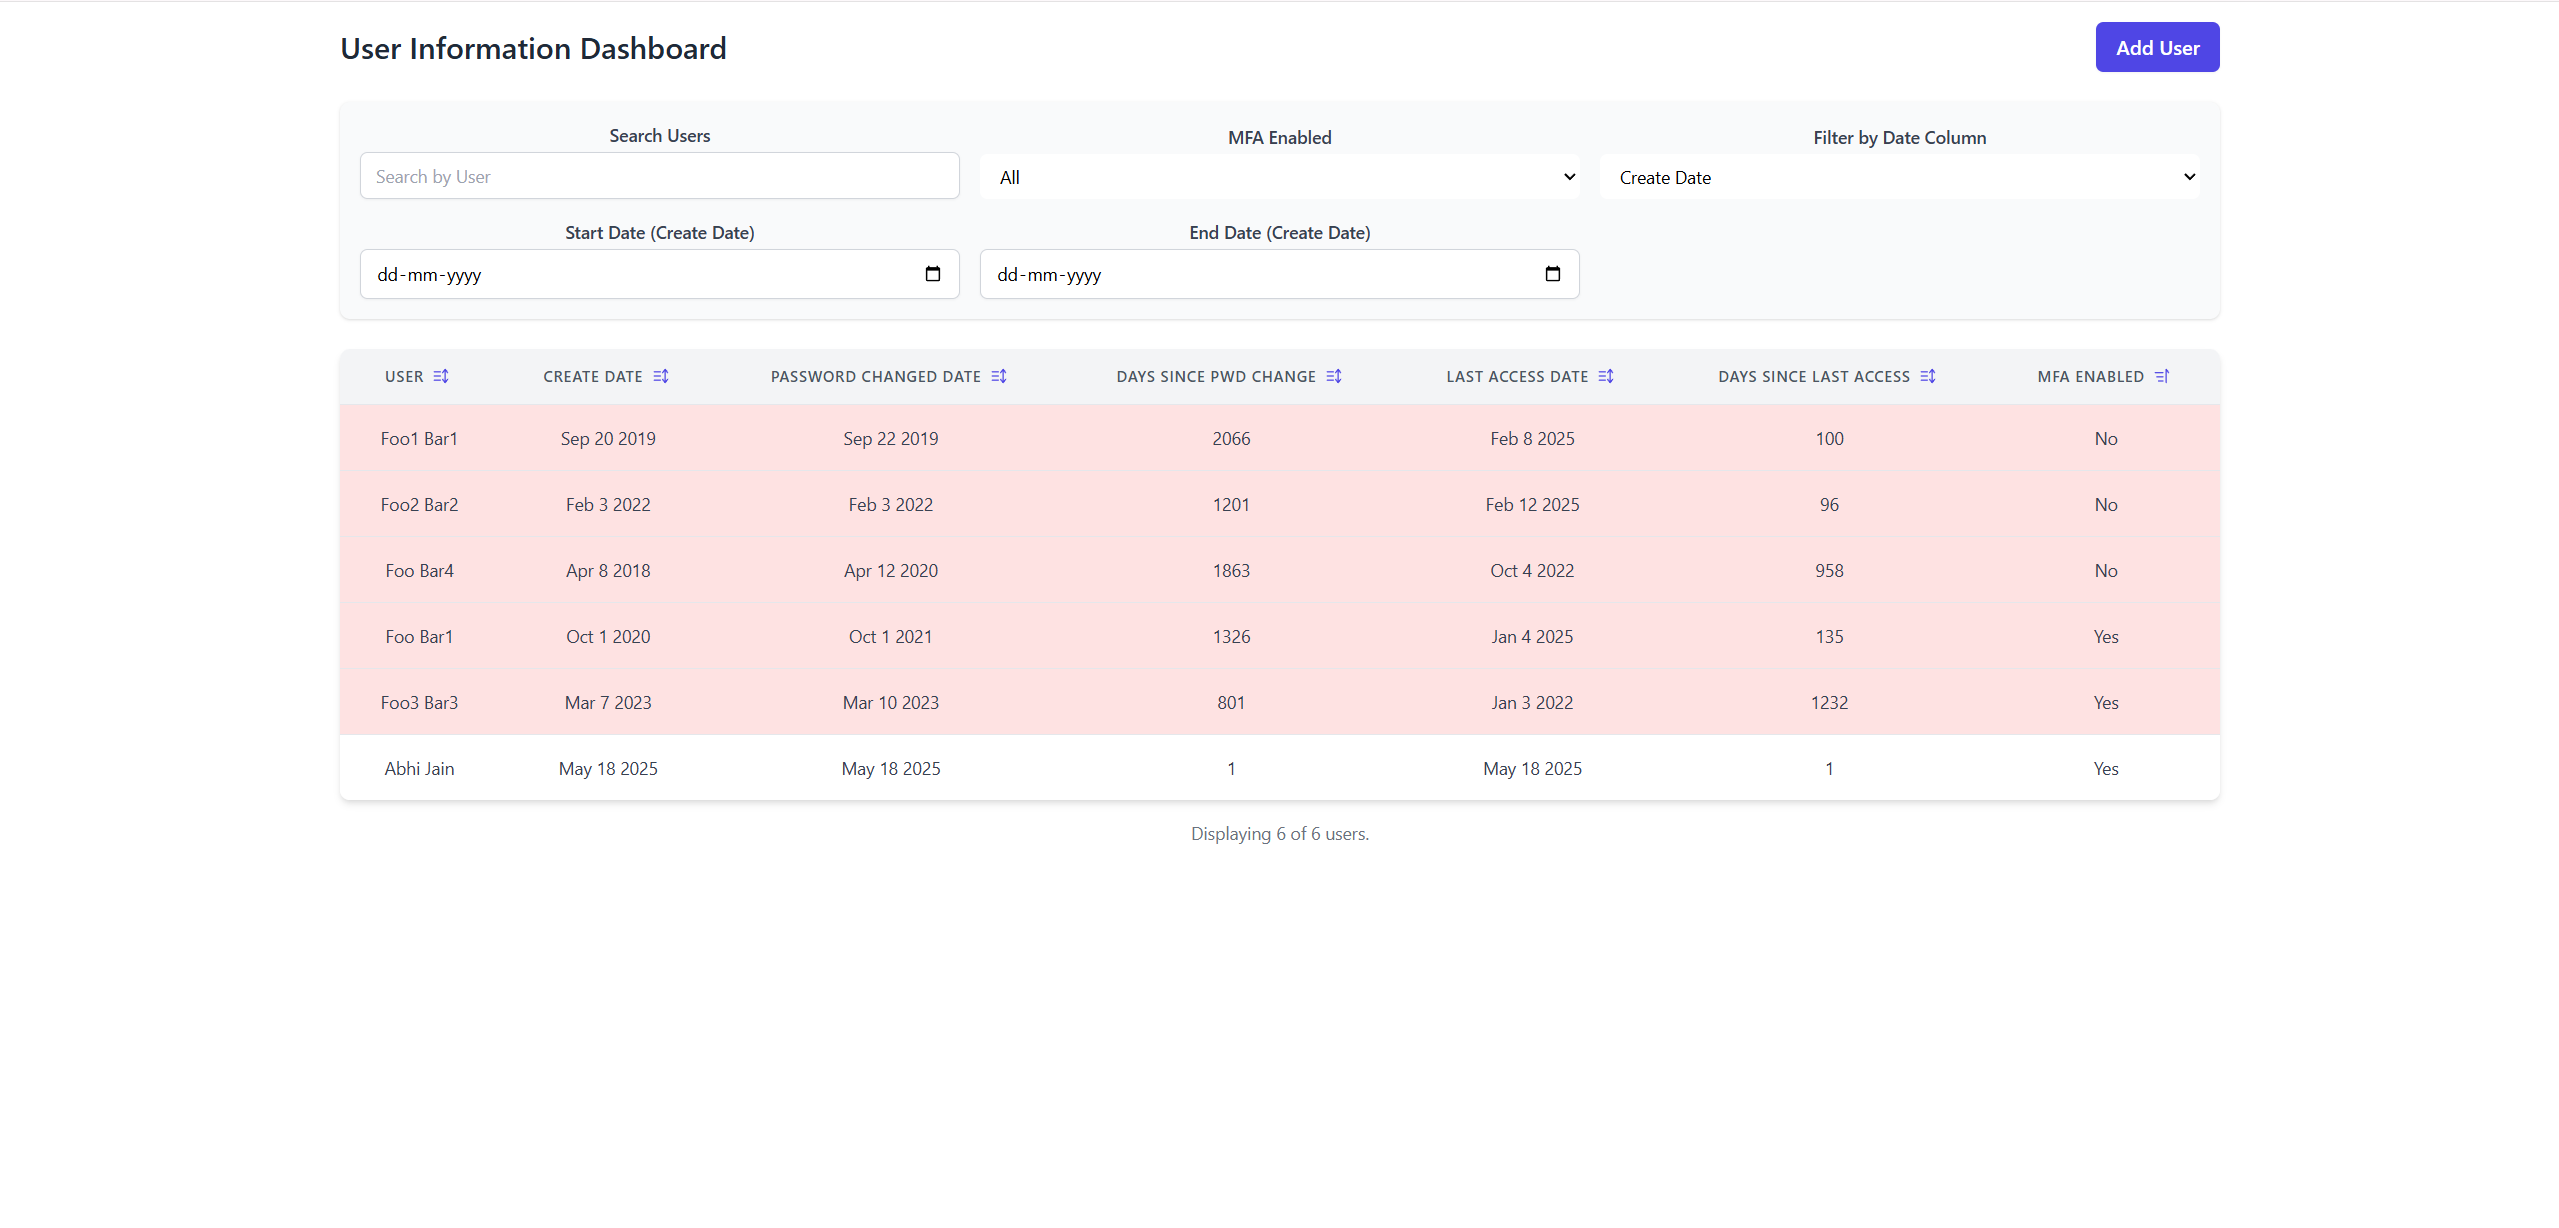 User Information Dashboard
Add User
Search Users
MFA Enabled
Filter by Date Column
Search by User
All
Create Date
Start Date (Create Date)
End Date (Create Date)
dd-mm-yyyy
dd-mm-yyyy
USER CREATE DATE PASSWORD CHANGED DATE DAYS SINCE PWD CHANGE LAST ACCESS DATE DAYS SINCE LAST ACCESS MFA ENABLED
Foo1 Bar1 Sep 20 2019 Sep 22 2019 2066 Feb 8 2025 100 No
Foo2 Bar2 Feb 3 2022 Feb 3 2022 1201 Feb 12 2025 96 No
Foo Bar4 Apr 8 2018 Apr 12 2020 1863 Oct 4 2022 958 No
Foo Bar1 Oct 1 2020 Oct 1 2021 1326 Jan 4 2025 135 Yes
Foo3 Bar3 Mar 7 2023 Mar 10 2023 801 Jan 3 2022 1232 Yes
Abhi Jain May 18 2025 May 18 2025 1 May 18 2025 1 Yes
Displaying 6 of 6 users.